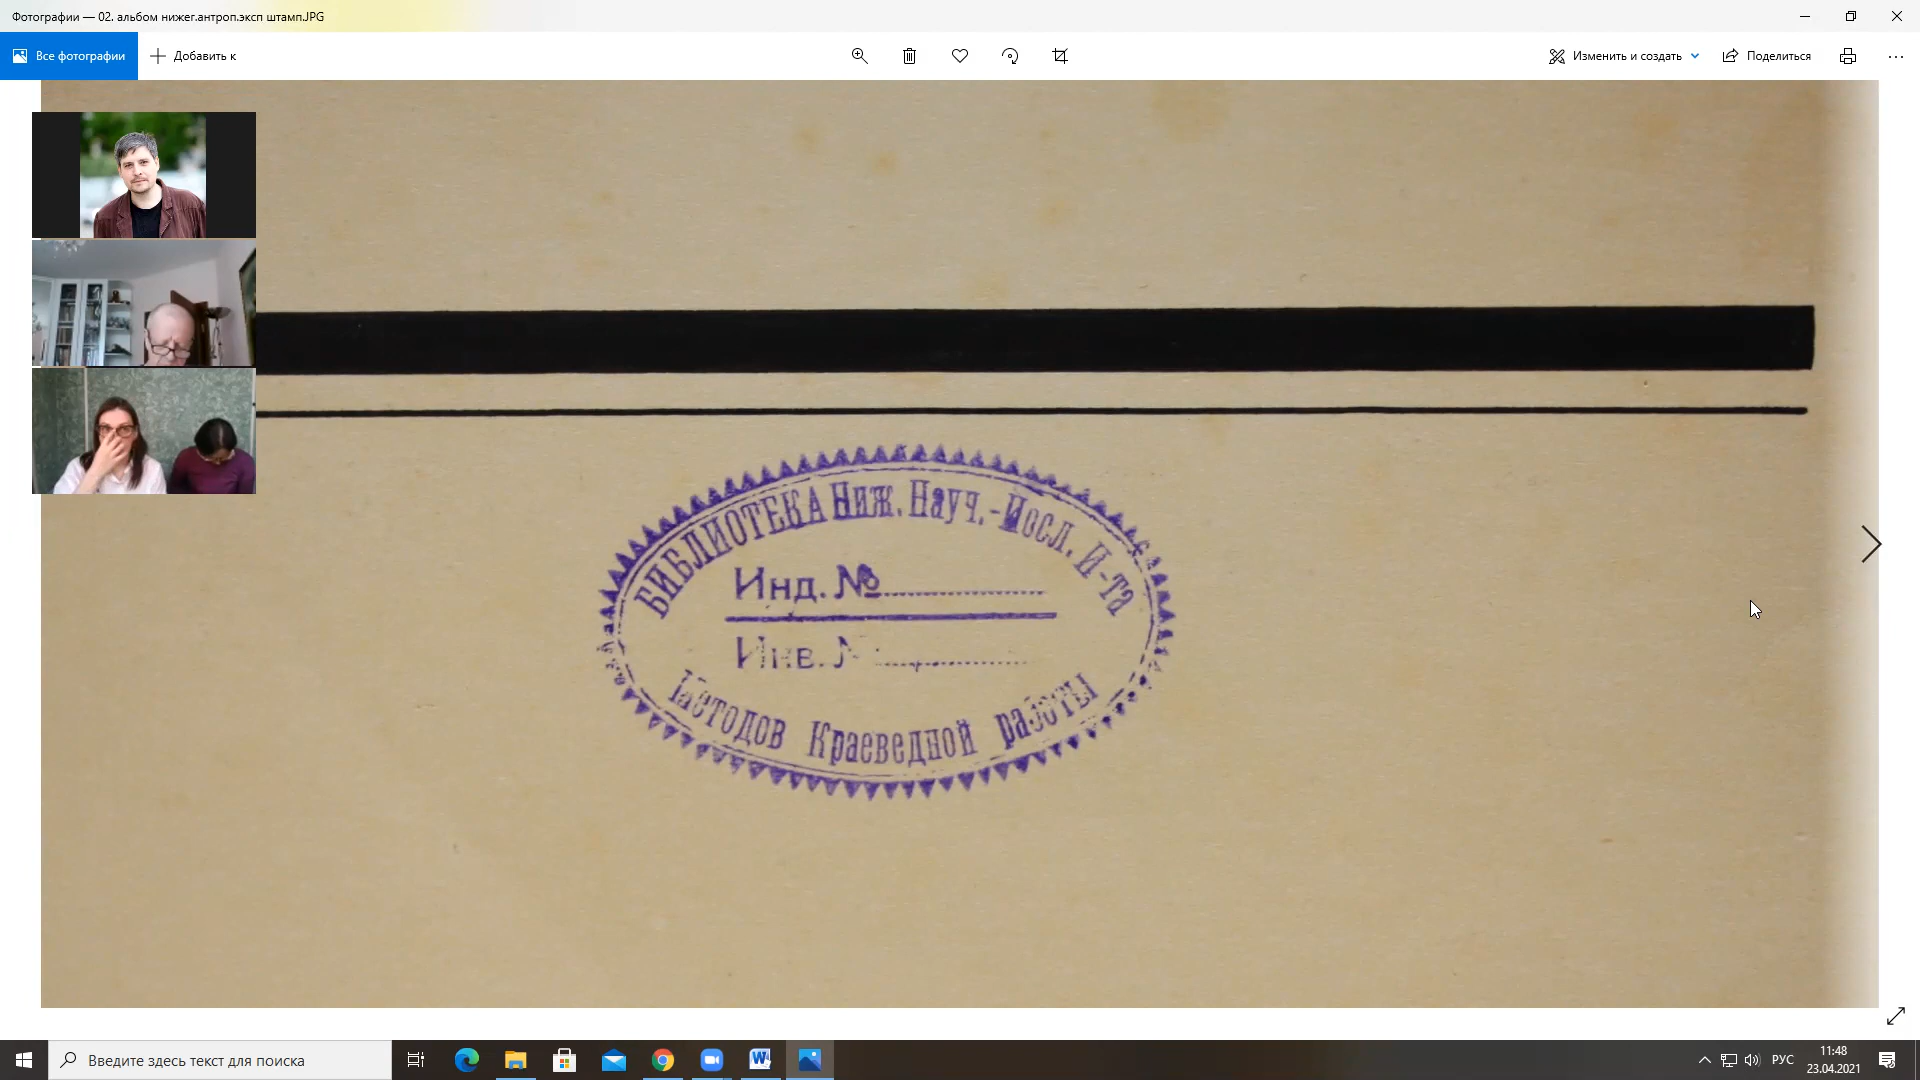 Фотографии — 02. альбом нижег.антроп.эксп штамп.JPG
Все фотографии
Добавить к
Изменить и создать
Поделиться
БИБЛИОТЕКА Ниж. Науч.-Иссл. И-та
Инд. №
Инв. №
Методов Краеведной работы
Введите здесь текст для поиска
РУС
11:48
23.04.2021